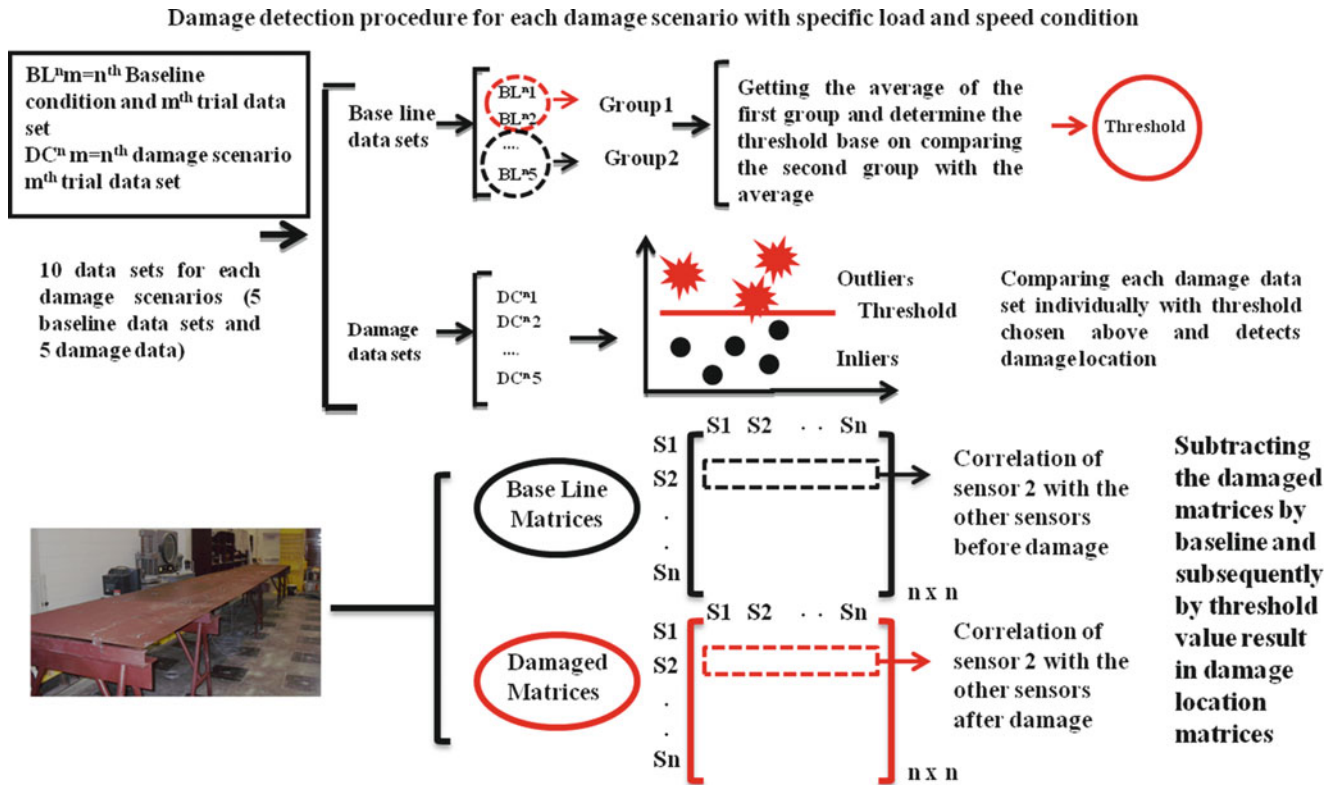 Damage detection procedure for each damage scenario with specific load and speed condition
BLⁿm=nᵗʰ Baseline
condition and mᵗʰ trial data
set
DCⁿ m=nᵗʰ damage scenario
mᵗʰ trial data set
10 data sets for each
damage scenarios (5
baseline data sets and
5 damage data)
Base line
data sets
BLⁿ1
BLⁿ2
....
BLⁿ5
Group1
Group2
Getting the average of the
first group and determine the
threshold base on comparing
the second group with the
average
Threshold
Damage
data sets
DCⁿ1
DCⁿ2
....
DCⁿ5
Outliers
Threshold
Inliers
Comparing each damage data
set individually with threshold
chosen above and detects
damage location
Base Line
Matrices
S1 S2 . . Sn
S1
S2
.
.
Sn
n x n
Correlation of
sensor 2 with the
other sensors
before damage
Damaged
Matrices
S1 S2 . . Sn
S1
S2
.
.
Sn
n x n
Correlation of
sensor 2 with the
other sensors
after damage
Subtracting
the damaged
matrices by
baseline and
subsequently
by threshold
value result
in damage
location
matrices